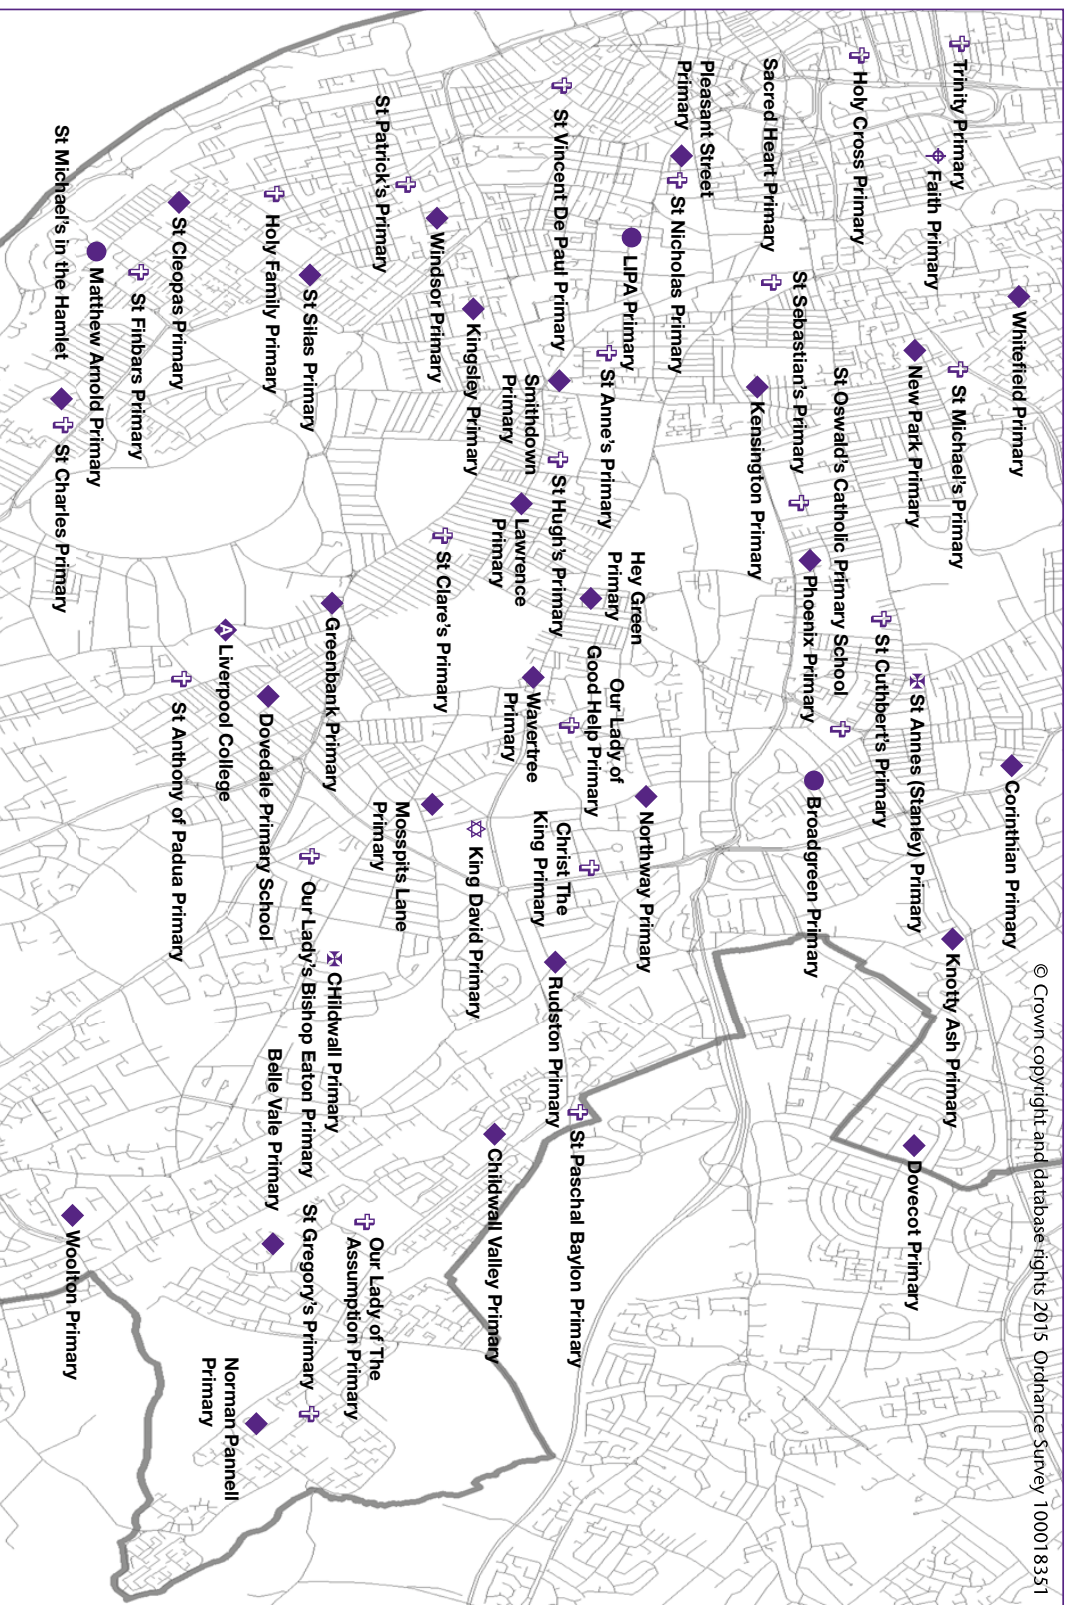 © Crown copyright and database rights 2015 Ordnance Survey 100018351
Whitefield Primary
Corinthian Primary
Trinity Primary
St Michael's Primary
Knotty Ash Primary
Faith Primary
New Park Primary
St Annes (Stanley) Primary
Dovecot Primary
Holy Cross Primary
St Cuthbert's Primary
St Oswald's Catholic Primary School
Phoenix Primary
Broadgreen Primary
St Sebastian's Primary
Sacred Heart Primary
Kensington Primary
Pleasant Street
Primary
St Nicholas Primary
Hey Green
Primary
Northway Primary
LIPA Primary
St Anne's Primary
Our Lady of
Good Help Primary
St Vincent De Paul Primary
St Hugh's Primary
Christ The
King Primary
Rudston Primary
St Paschal Baylon Primary
Smithdown
Primary
Lawrence
Primary
Wavertree
Primary
Childwall Valley Primary
Kingsley Primary
King David Primary
Windsor Primary
St Clare's Primary
Mosspits Lane
Primary
St Patrick's Primary
Our Lady of The
Assumption Primary
Greenbank Primary
CHildwall Primary
St Silas Primary
Our Lady's Bishop Eaton Primary
St Gregory's Primary
Holy Family Primary
Dovedale Primary School
Belle Vale Primary
Liverpool College
A
Norman Pannell
Primary
St Cleopas Primary
St Anthony of Padua Primary
St Finbars Primary
Matthew Arnold Primary
Woolton Primary
St Michael's in the Hamlet
St Charles Primary